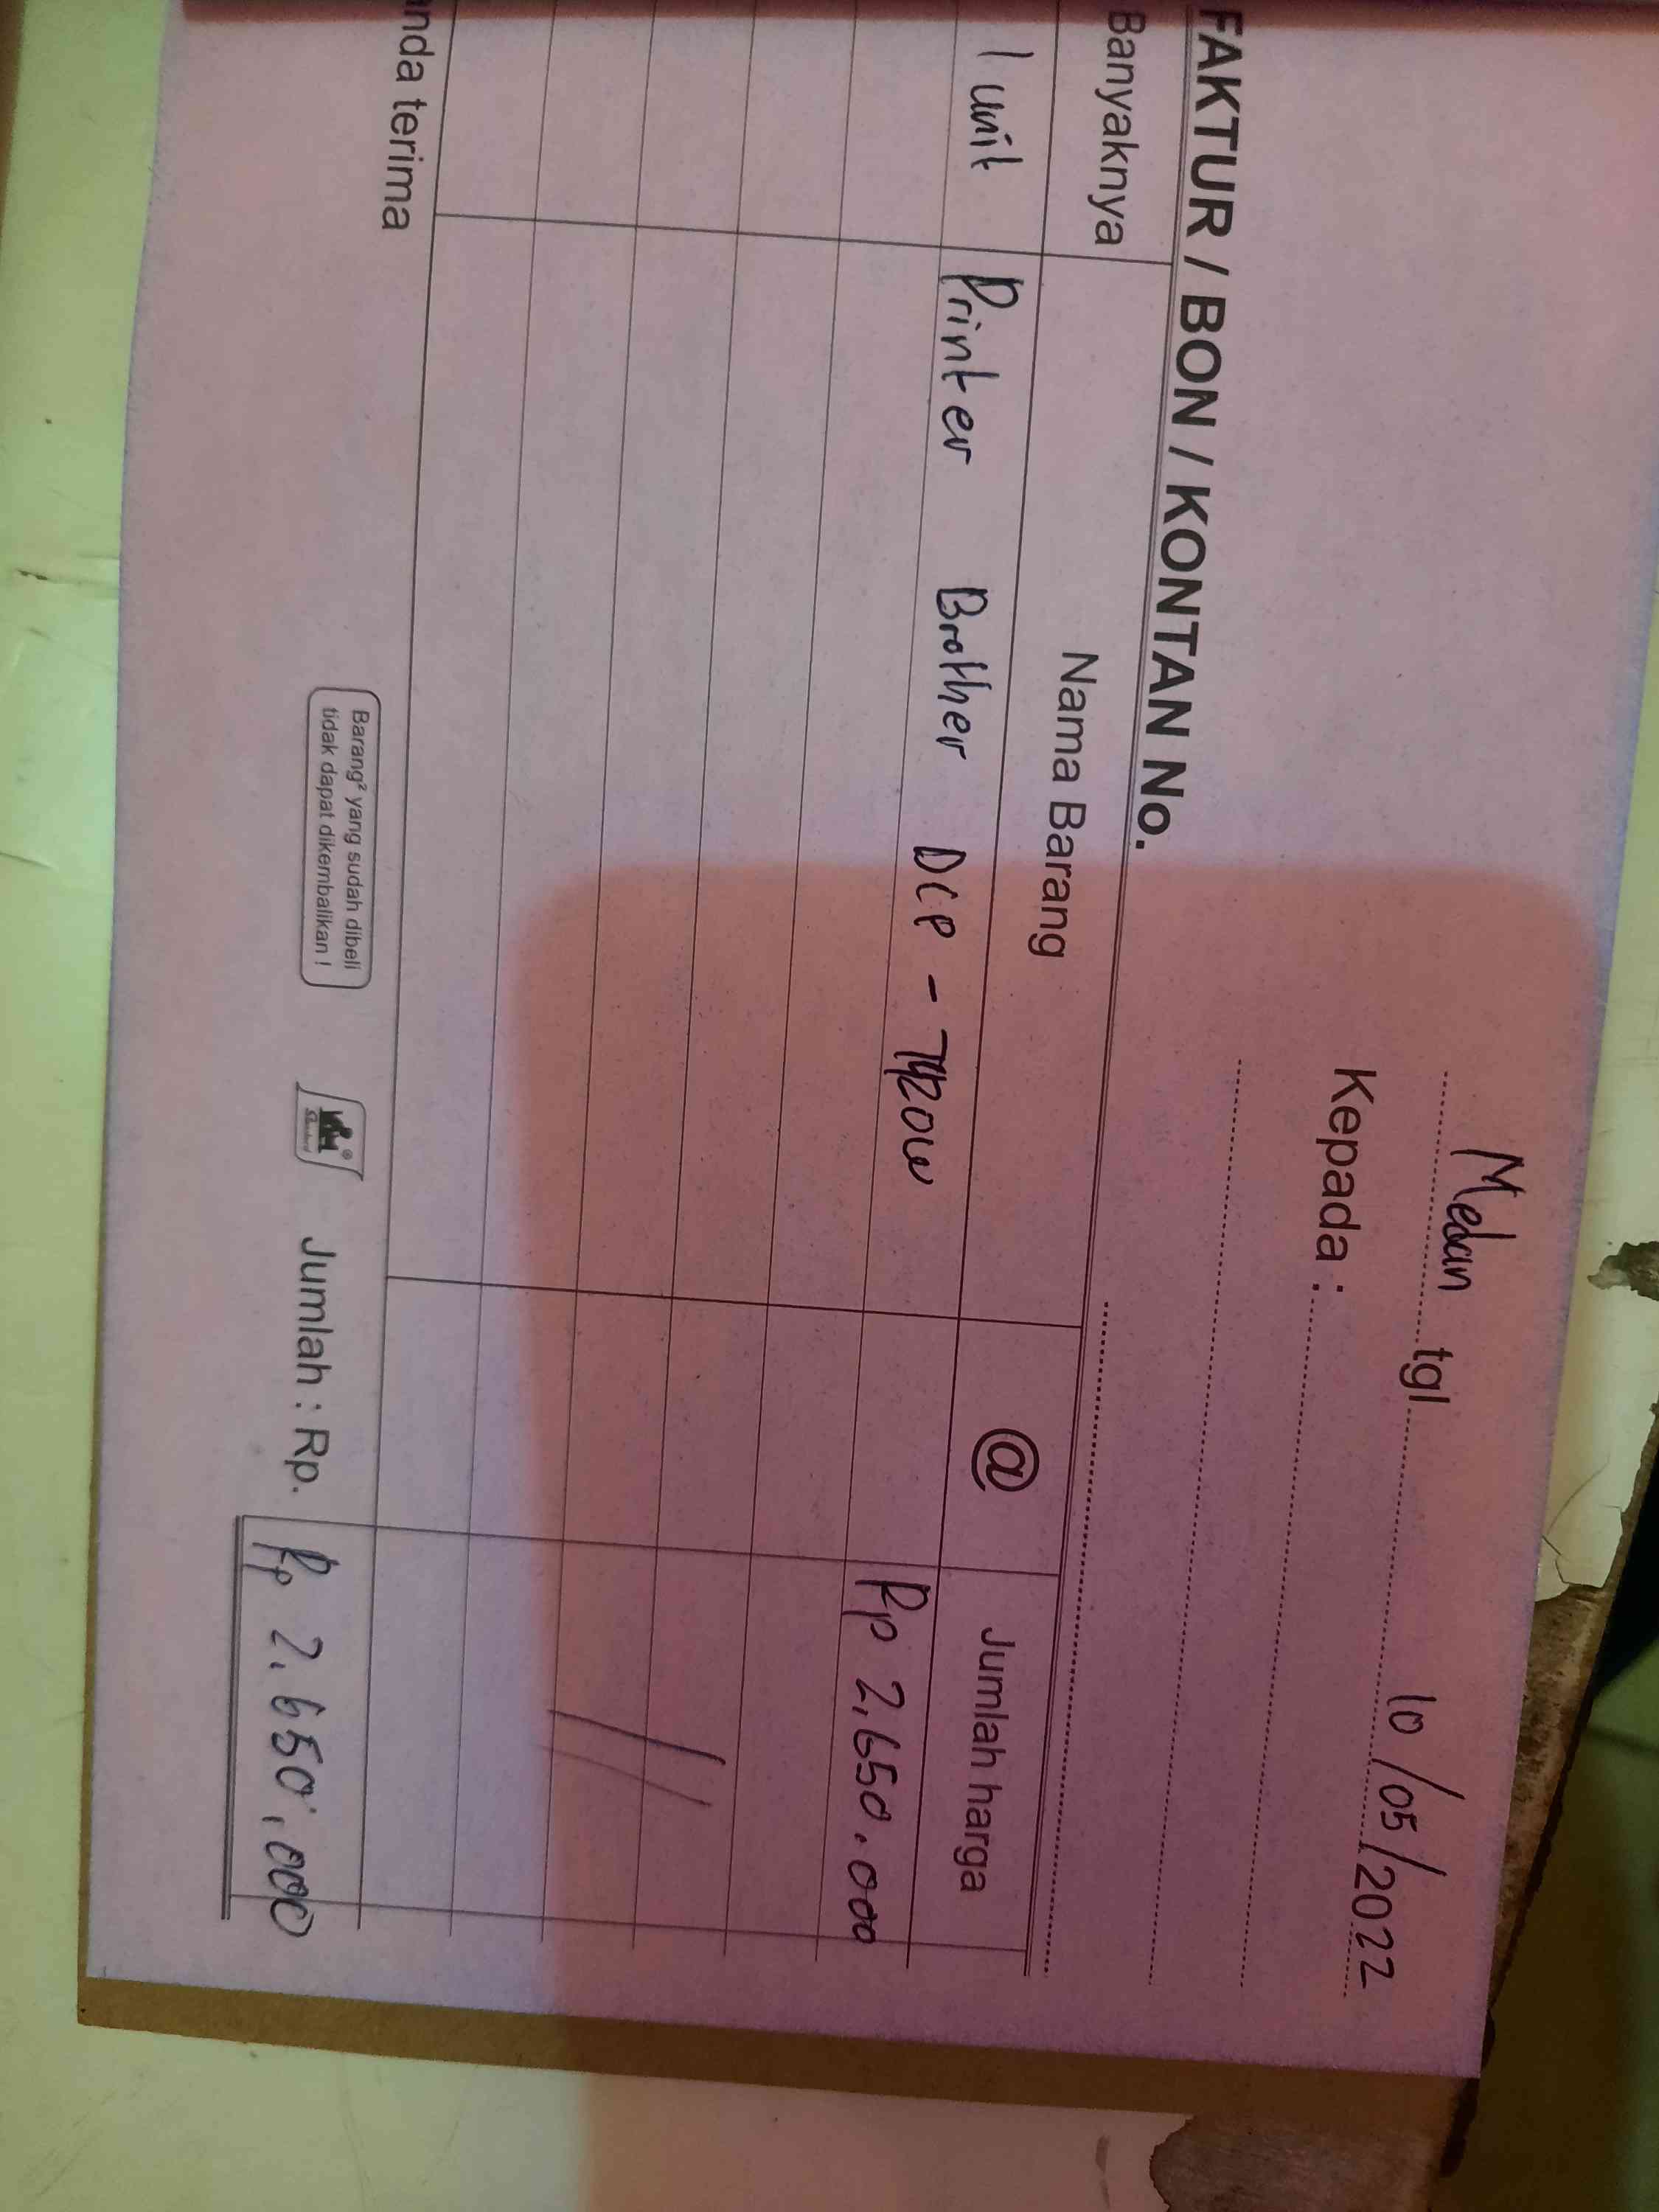 Medan tgl 10/05/2022
Kepada :
FAKTUR / BON / KONTAN No.
Banyaknya Nama Barang @ Jumlah harga
1 unit Printer Brother DCP - T420W Rp 2.650.000
nda terima
Barang² yang sudah dibeli
tidak dapat dikembalikan !
Jumlah : Rp. Rp 2.650.000